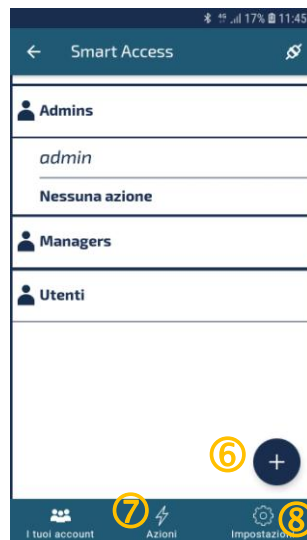 17% 11:45
Smart Access
Admins
admin
Nessuna azione
Managers
Utenti
6
+
7
8
I tuoi account Azioni Impostazioni